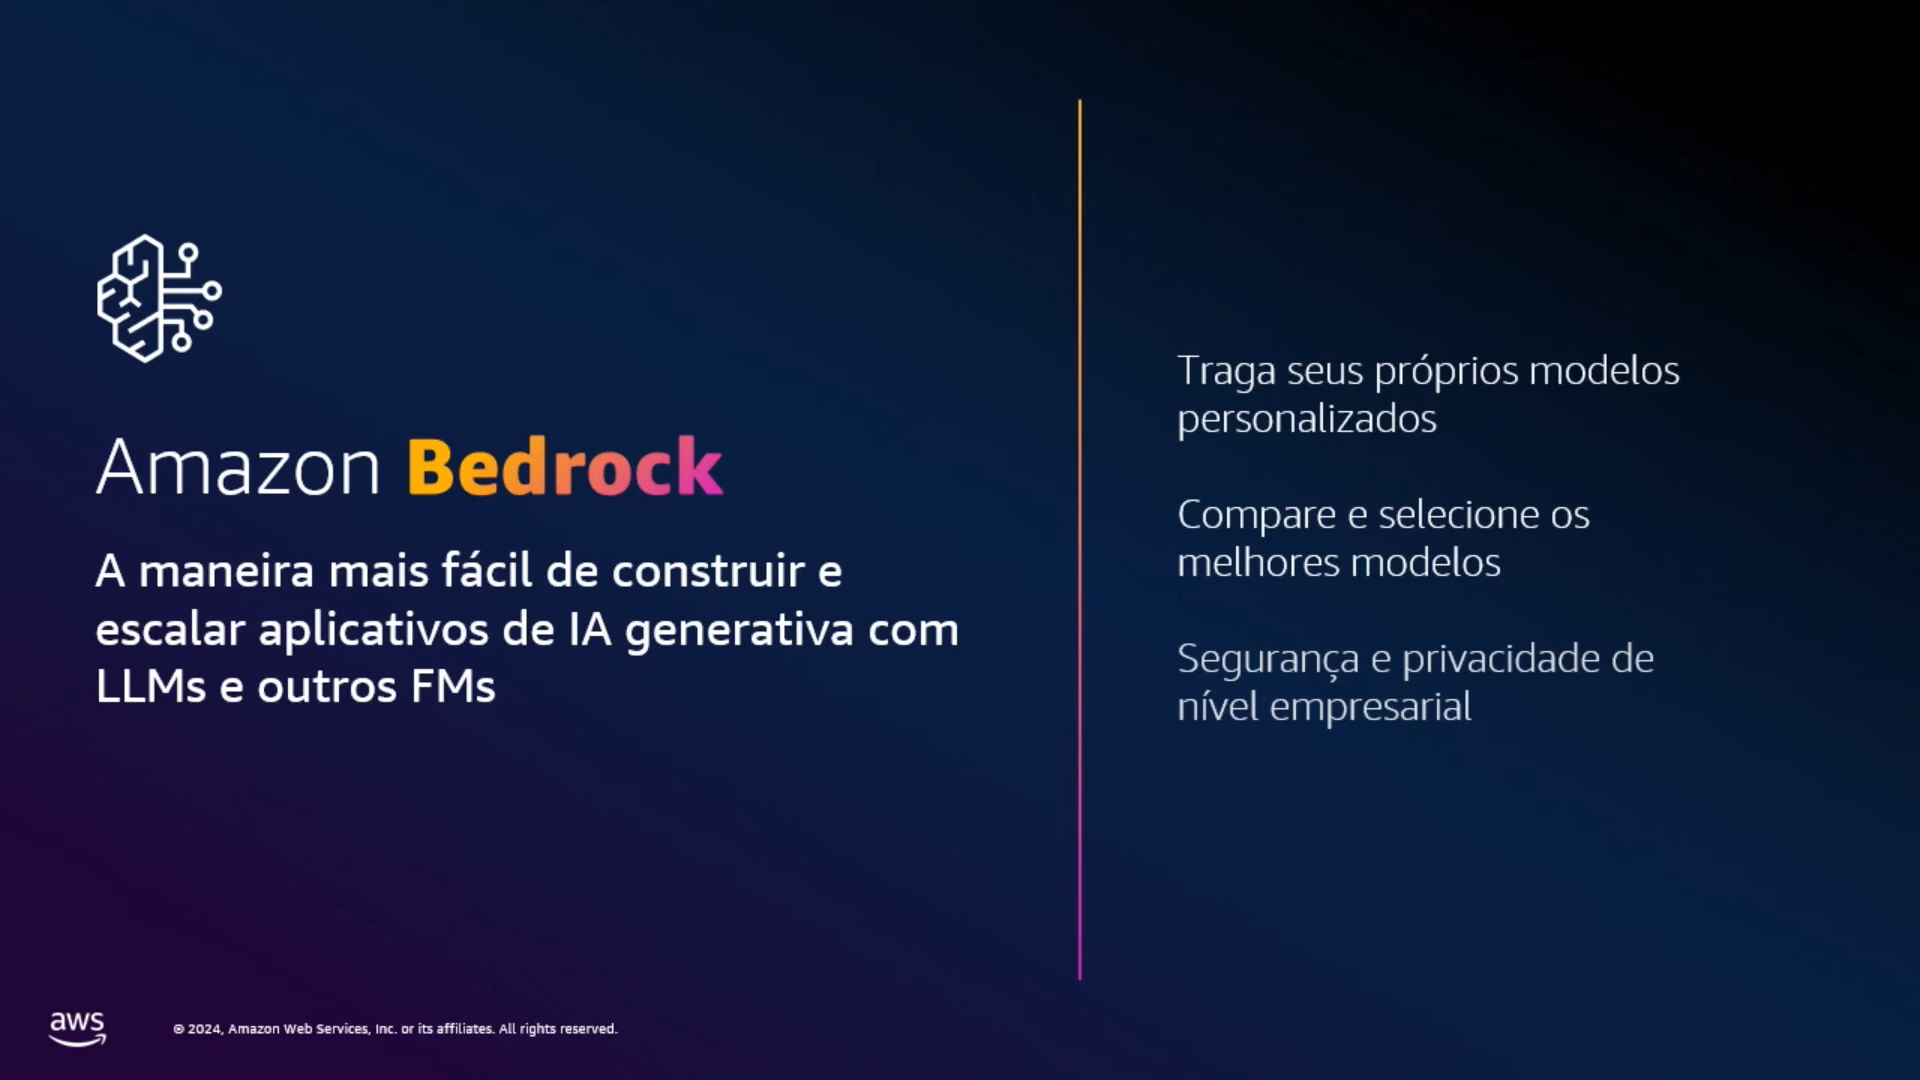 Amazon Bedrock
A maneira mais fácil de construir e
escalar aplicativos de IA generativa com
LLMs e outros FMs
Traga seus próprios modelos
personalizados
Compare e selecione os
melhores modelos
Segurança e privacidade de
nível empresarial
aws
© 2024, Amazon Web Services, Inc. or its affiliates. All rights reserved.